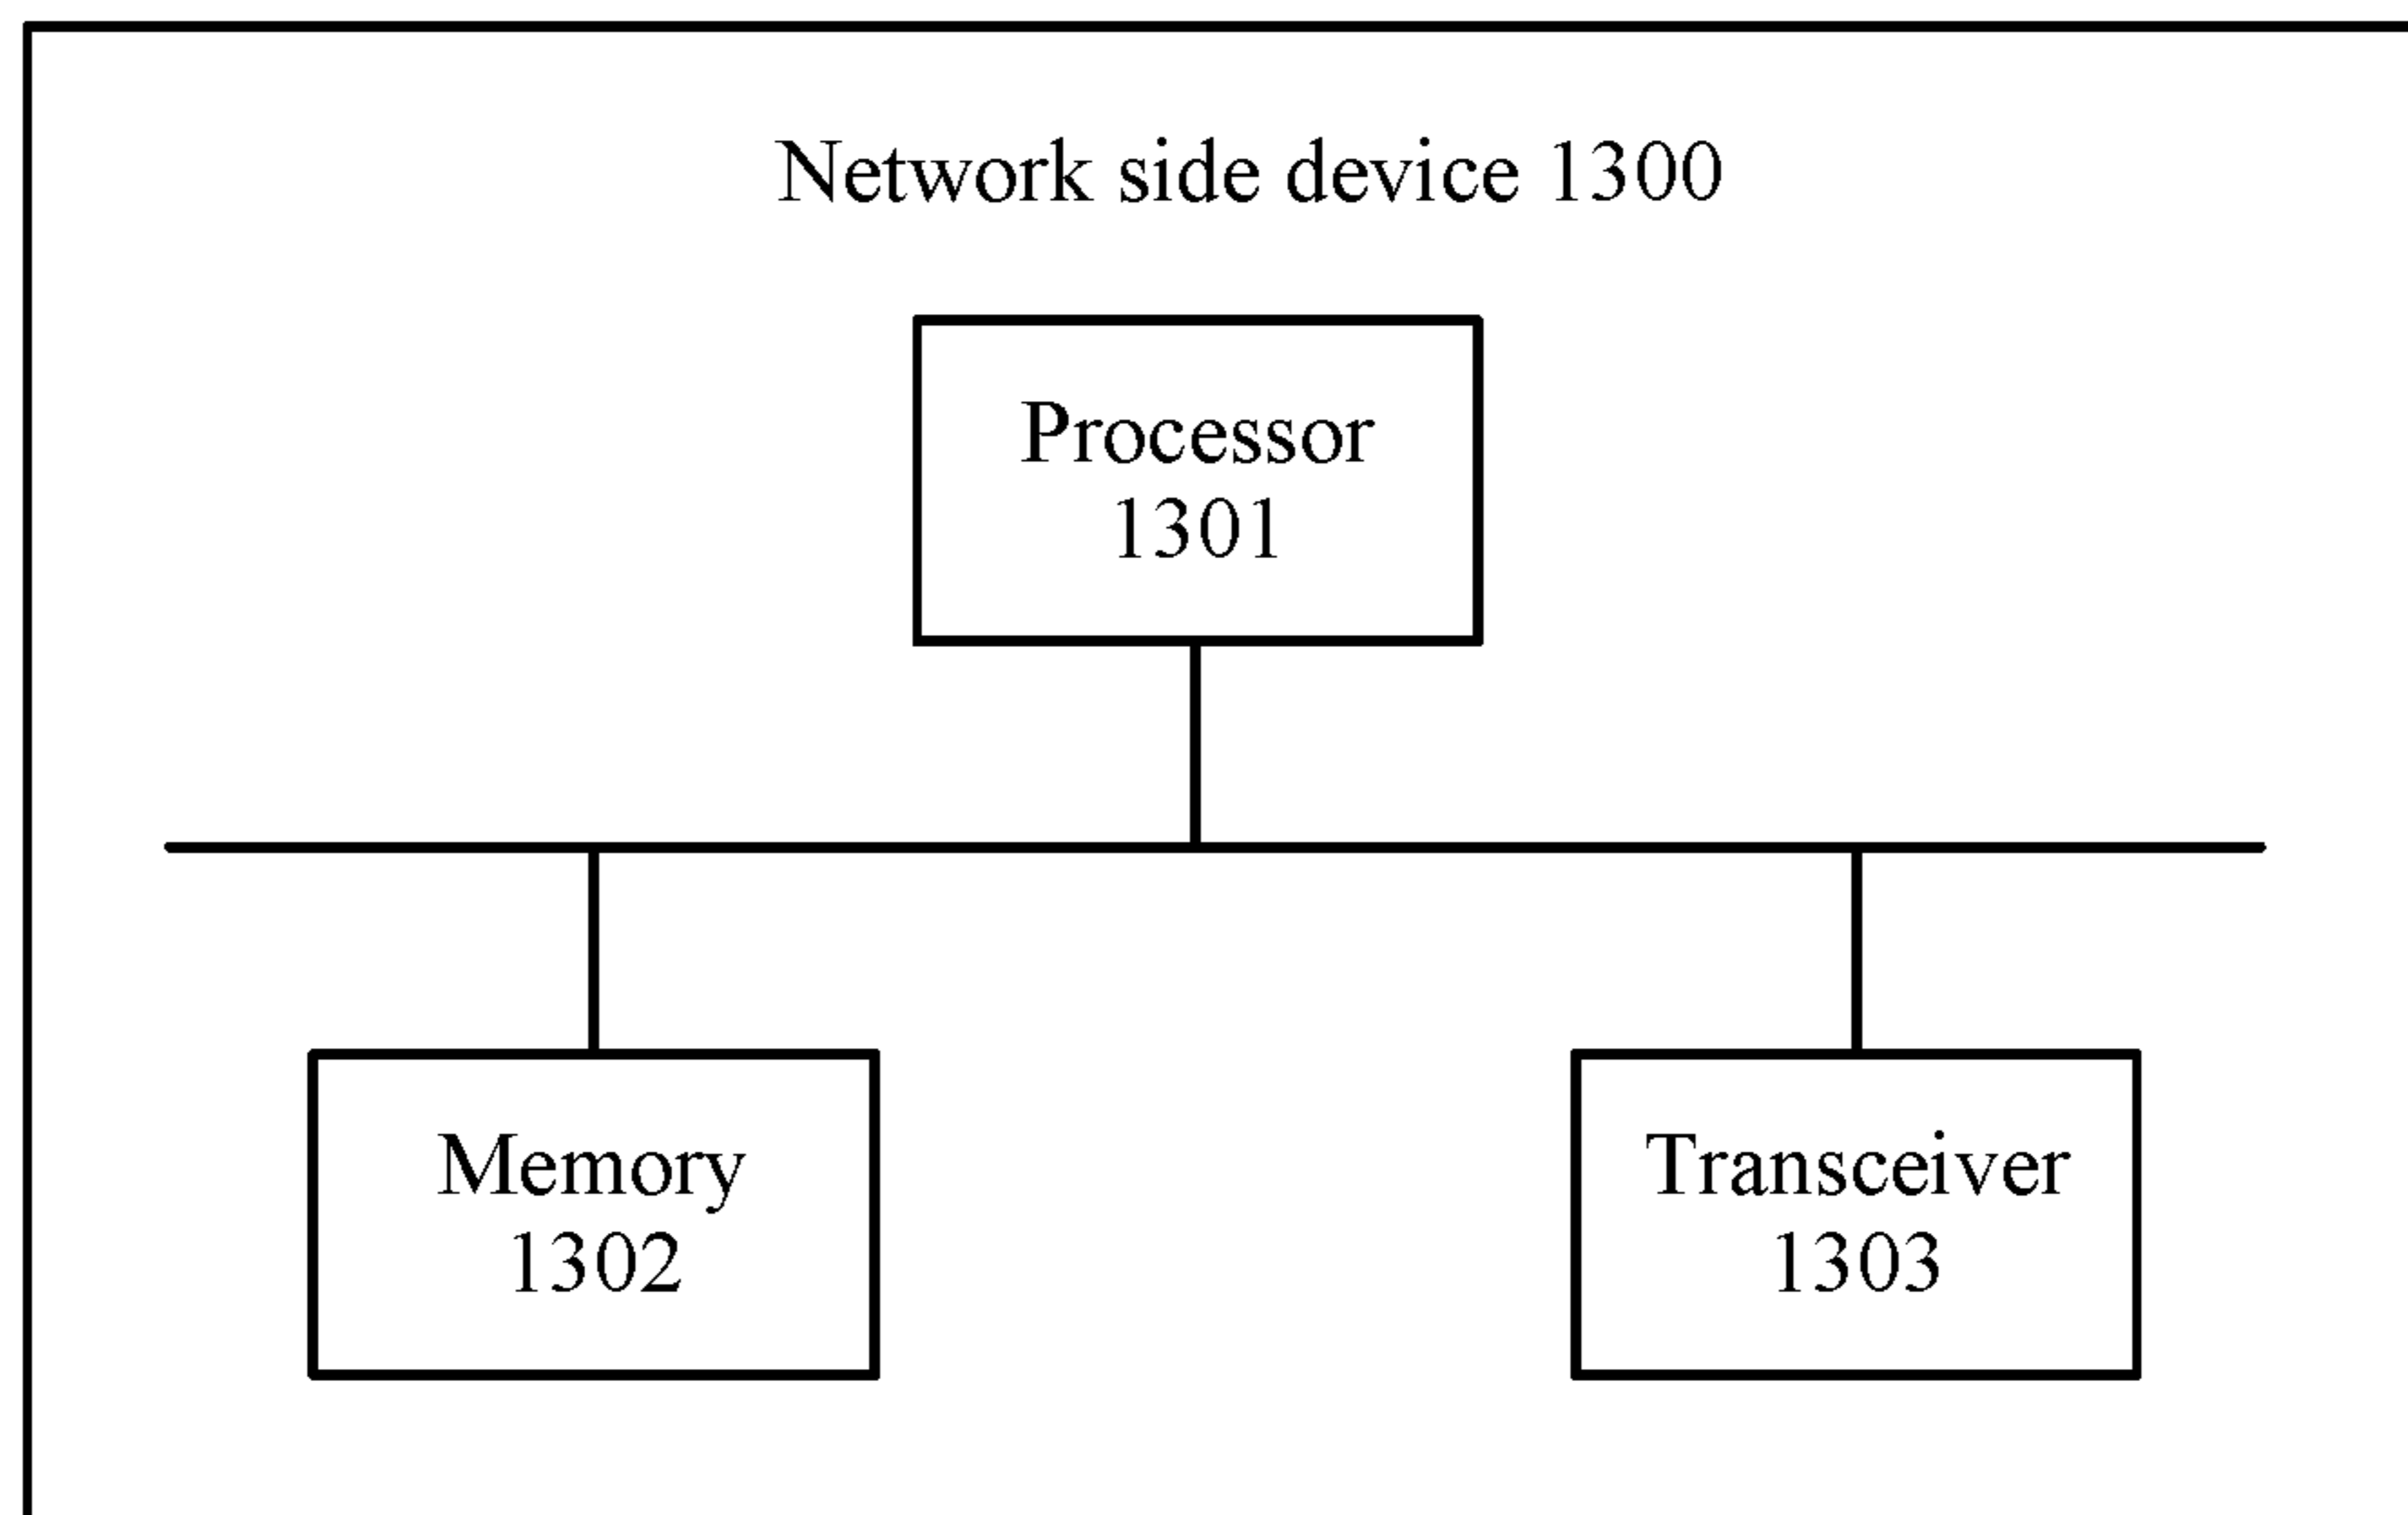 Network side device 1300
Processor
1301
Memory
1302
Transceiver
1303